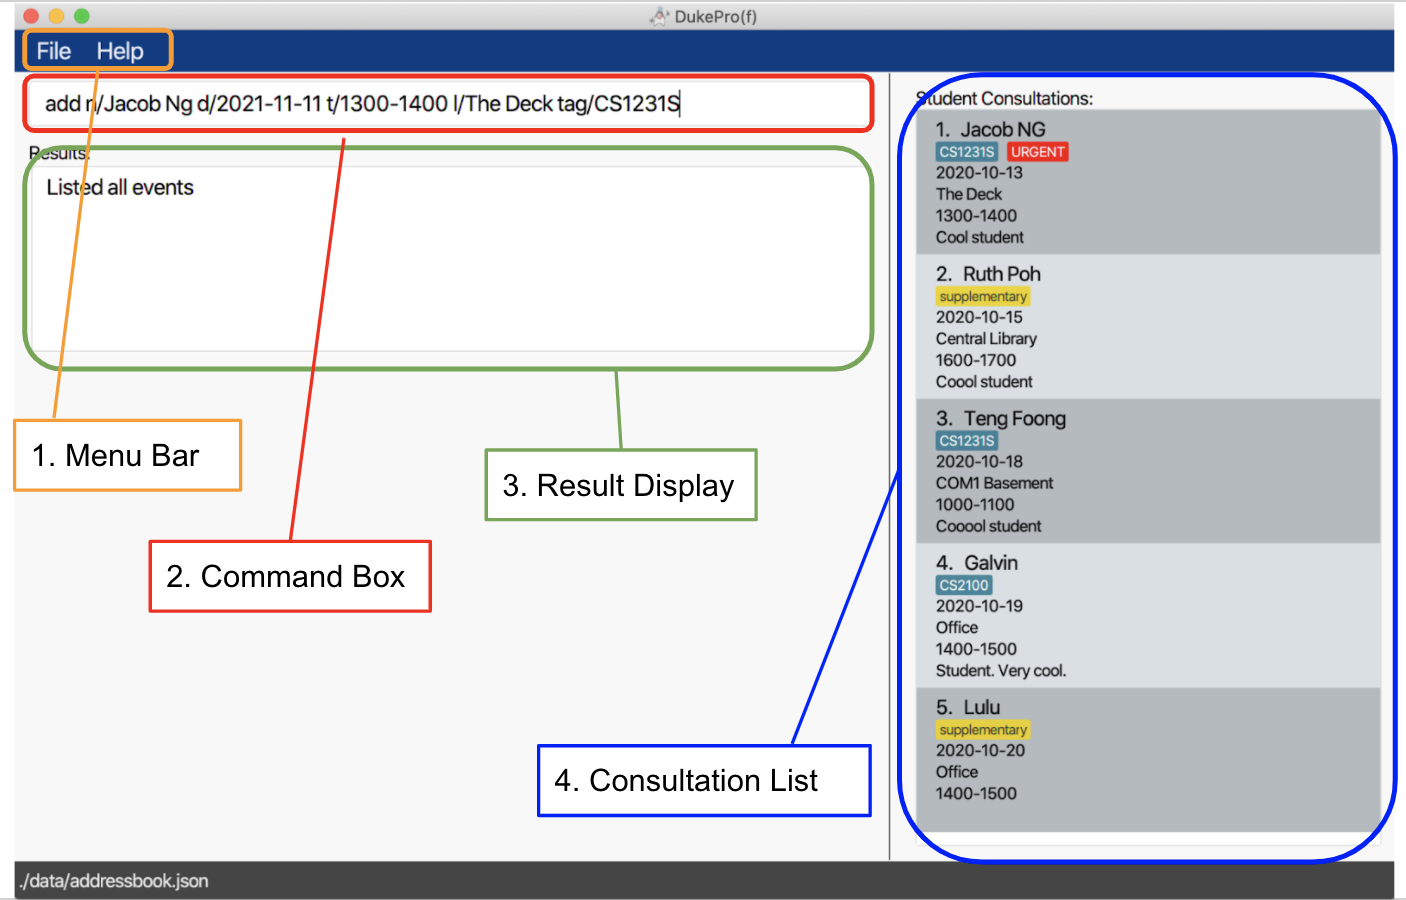 DukePro(f)
File Help
add n/Jacob Ng d/2021-11-11 t/1300-1400 l/The Deck tag/CS1231S
Results:
Listed all events
1. Menu Bar
2. Command Box
3. Result Display
4. Consultation List
Student Consultations:
1. Jacob NG
CS1231S URGENT
2020-10-13
The Deck
1300-1400
Cool student
2. Ruth Poh
supplementary
2020-10-15
Central Library
1600-1700
Coool student
3. Teng Foong
CS1231S
2020-10-18
COM1 Basement
1000-1100
Cooool student
4. Galvin
CS2100
2020-10-19
Office
1400-1500
Student. Very cool.
5. Lulu
supplementary
2020-10-20
Office
1400-1500
./data/addressbook.json